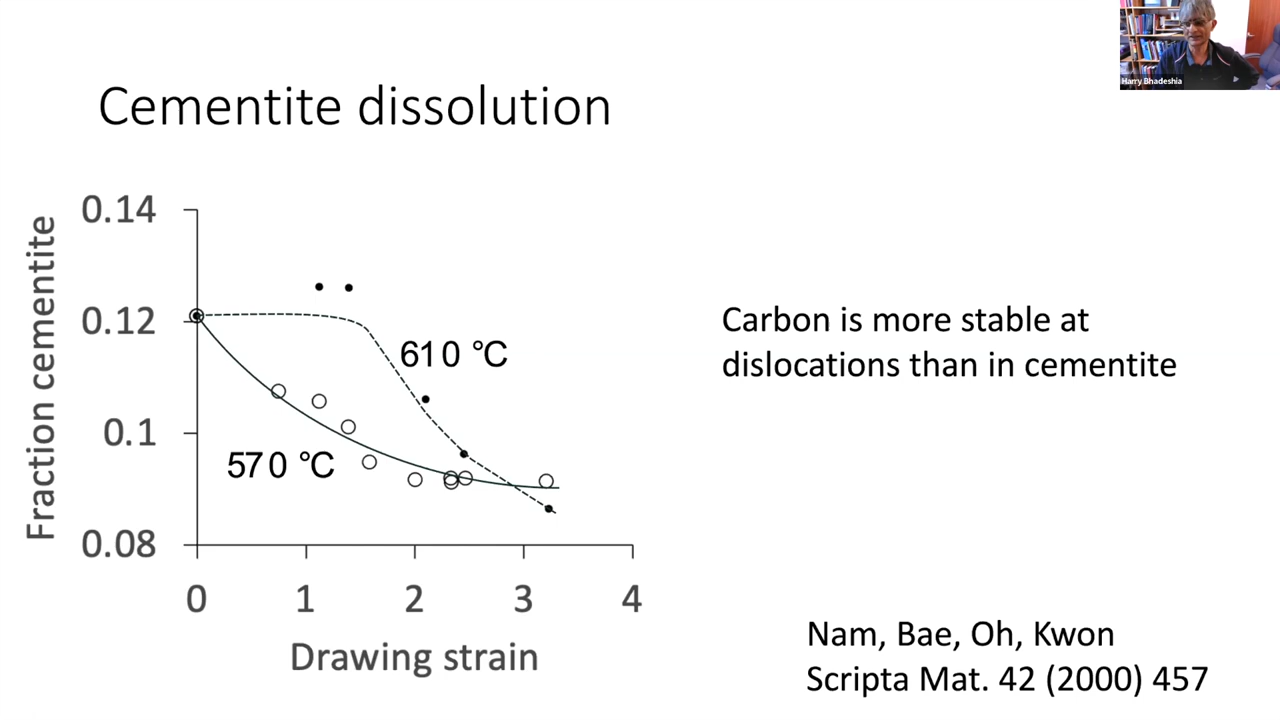 Harry Bhadeshia
Cementite dissolution
Fraction cementite
0.14
0.12
0.1
0.08
610 °C
570 °C
0
1
2
3
4
Drawing strain
Carbon is more stable at
dislocations than in cementite
Nam, Bae, Oh, Kwon
Scripta Mat. 42 (2000) 457